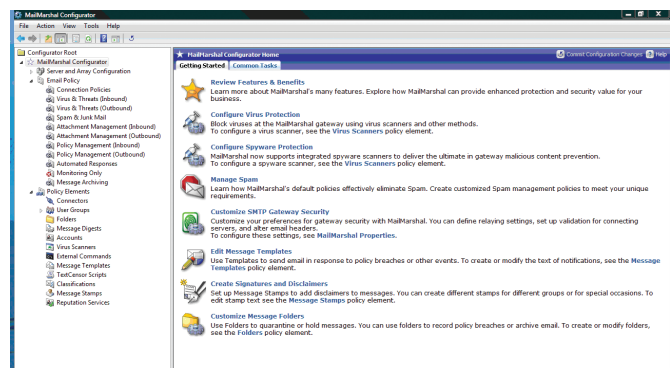 MailMarshal Configurator
File Action View Tools Help
Configurator Root
MailMarshal Configurator
Server and Array Configuration
Email Policy
Connection Policies
Virus & Threats (Inbound)
Virus & Threats (Outbound)
Spam & Junk Mail
Attachment Management (Inbound)
Attachment Management (Outbound)
Policy Management (Inbound)
Policy Management (Outbound)
Automated Responses
Monitoring Only
Message Archiving
Policy Elements
Connectors
User Groups
Folders
Message Digests
Accounts
Virus Scanners
External Commands
Message Templates
TextCensor Scripts
Classifications
Message Stamps
Reputation Services
MailMarshal Configurator Home
Commit Configuration Changes Help
Getting Started Common Tasks
Review Features & Benefits
Learn more about MailMarshal's many features. Explore how MailMarshal can provide enhanced protection and security value for your
business.
Configure Virus Protection
Block viruses at the MailMarshal gateway using virus scanners and other methods.
To configure a virus scanner, see the Virus Scanners policy element.
Configure Spyware Protection
MailMarshal now supports integrated spyware scanners to deliver the ultimate in gateway malicious content prevention.
To configure a spyware scanner, see the Virus Scanners policy element.
Manage Spam
Learn how MailMarshal's default policies effectively eliminate Spam. Create customized Spam management policies to meet your unique
requirements.
Customize SMTP Gateway Security
Customize your preferences for gateway security with MailMarshal. You can define relaying settings, set up validation for connecting
servers, and alter email headers.
To configure these settings, see MailMarshal Properties.
Edit Message Templates
Use Templates to send email in response to policy breaches or other events. To create or modify the text of notifications, see the Message
Templates policy element.
Create Signatures and Disclaimers
Set up Message Stamps to add disclaimers to messages. You can create different stamps for different groups or for special occasions. To
edit stamp text see the Message Stamps policy element.
Customize Message Folders
Use Folders to quarantine or hold messages. You can use folders to record policy breaches or archive email. To create or modify folders,
see the Folders policy element.